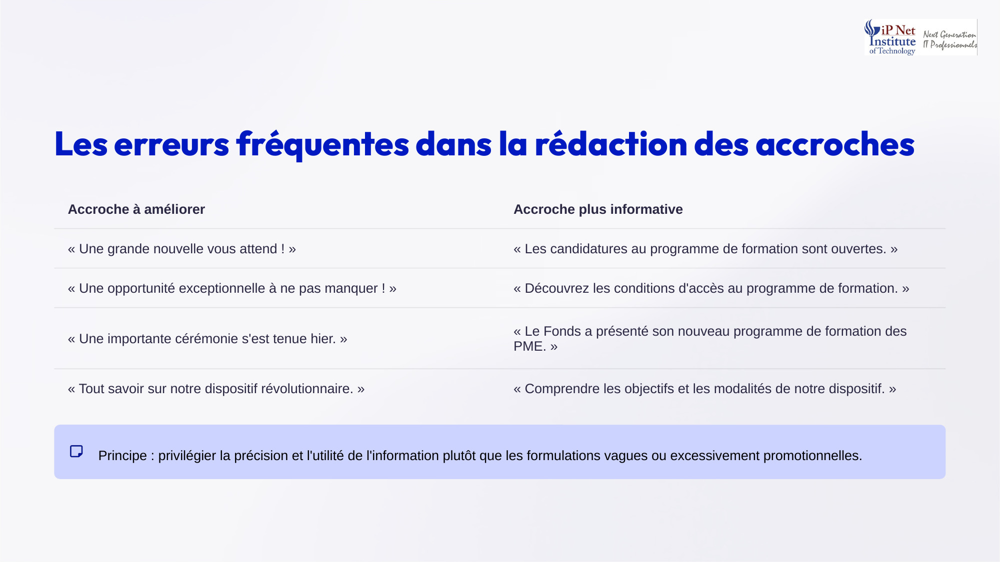 iP Net
Institute
of Technology
Next Generation
IT Professionnels
Les erreurs fréquentes dans la rédaction des accroches
Accroche à améliorer
Accroche plus informative
« Une grande nouvelle vous attend ! »
« Les candidatures au programme de formation sont ouvertes. »
« Une opportunité exceptionnelle à ne pas manquer ! »
« Découvrez les conditions d'accès au programme de formation. »
« Une importante cérémonie s'est tenue hier. »
« Le Fonds a présenté son nouveau programme de formation des
PME. »
« Tout savoir sur notre dispositif révolutionnaire. »
« Comprendre les objectifs et les modalités de notre dispositif. »
Principe : privilégier la précision et l'utilité de l'information plutôt que les formulations vagues ou excessivement promotionnelles.